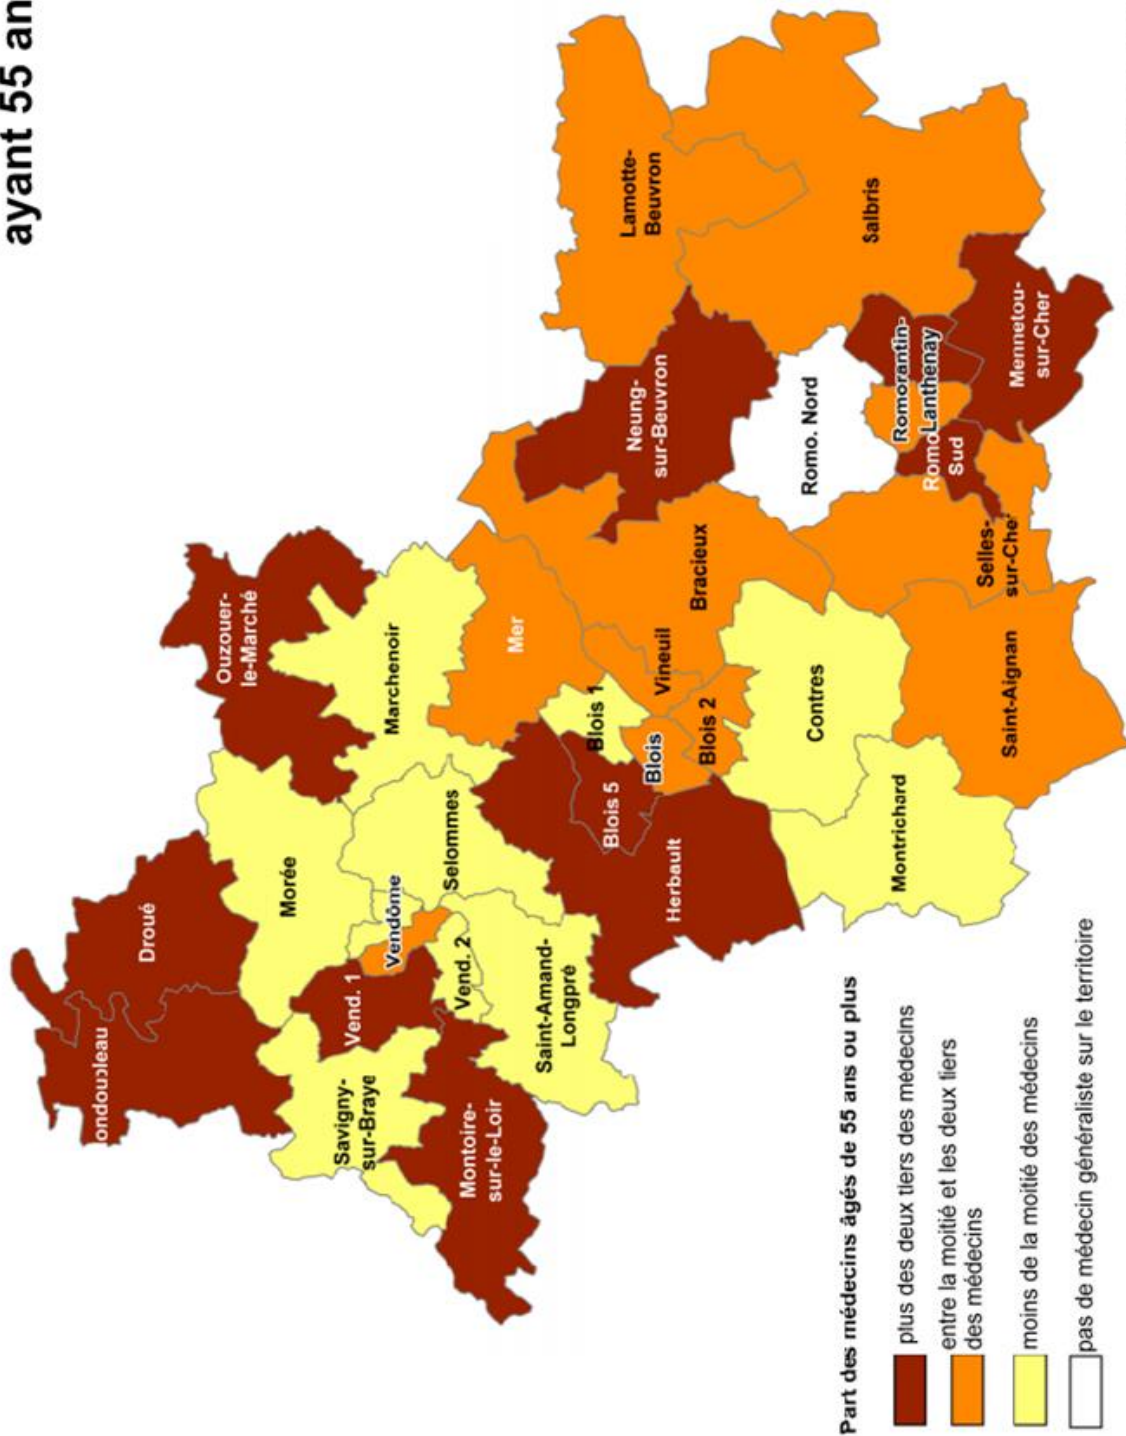 ayant 55 an
Droué
ondoubleau
Morée
Ouzouer-
le-Marché
Vend. 1
Vendôme
Savigny-
sur-Braye
Marchenoir
Selommes
Vend. 2
Montoire-
sur-le-Loir
Saint-Amand-
Longpré
Mer
Blois 1
Blois 5
Blois
Vineuil
Blois 2
Herbault
Bracieux
Neung-
sur-Beuvron
Lamotte-
Beuvron
Romo. Nord
Contres
Montrichard
Salbris
Romorantin-
Lanthenay
Romo
Sud
Selles-
sur-Cher
Saint-Aignan
Mennetou-
sur-Cher
Part des médecins âgés de 55 ans ou plus
plus des deux tiers des médecins
entre la moitié et les deux tiers
des médecins
moins de la moitié des médecins
pas de médecin généraliste sur le territoire